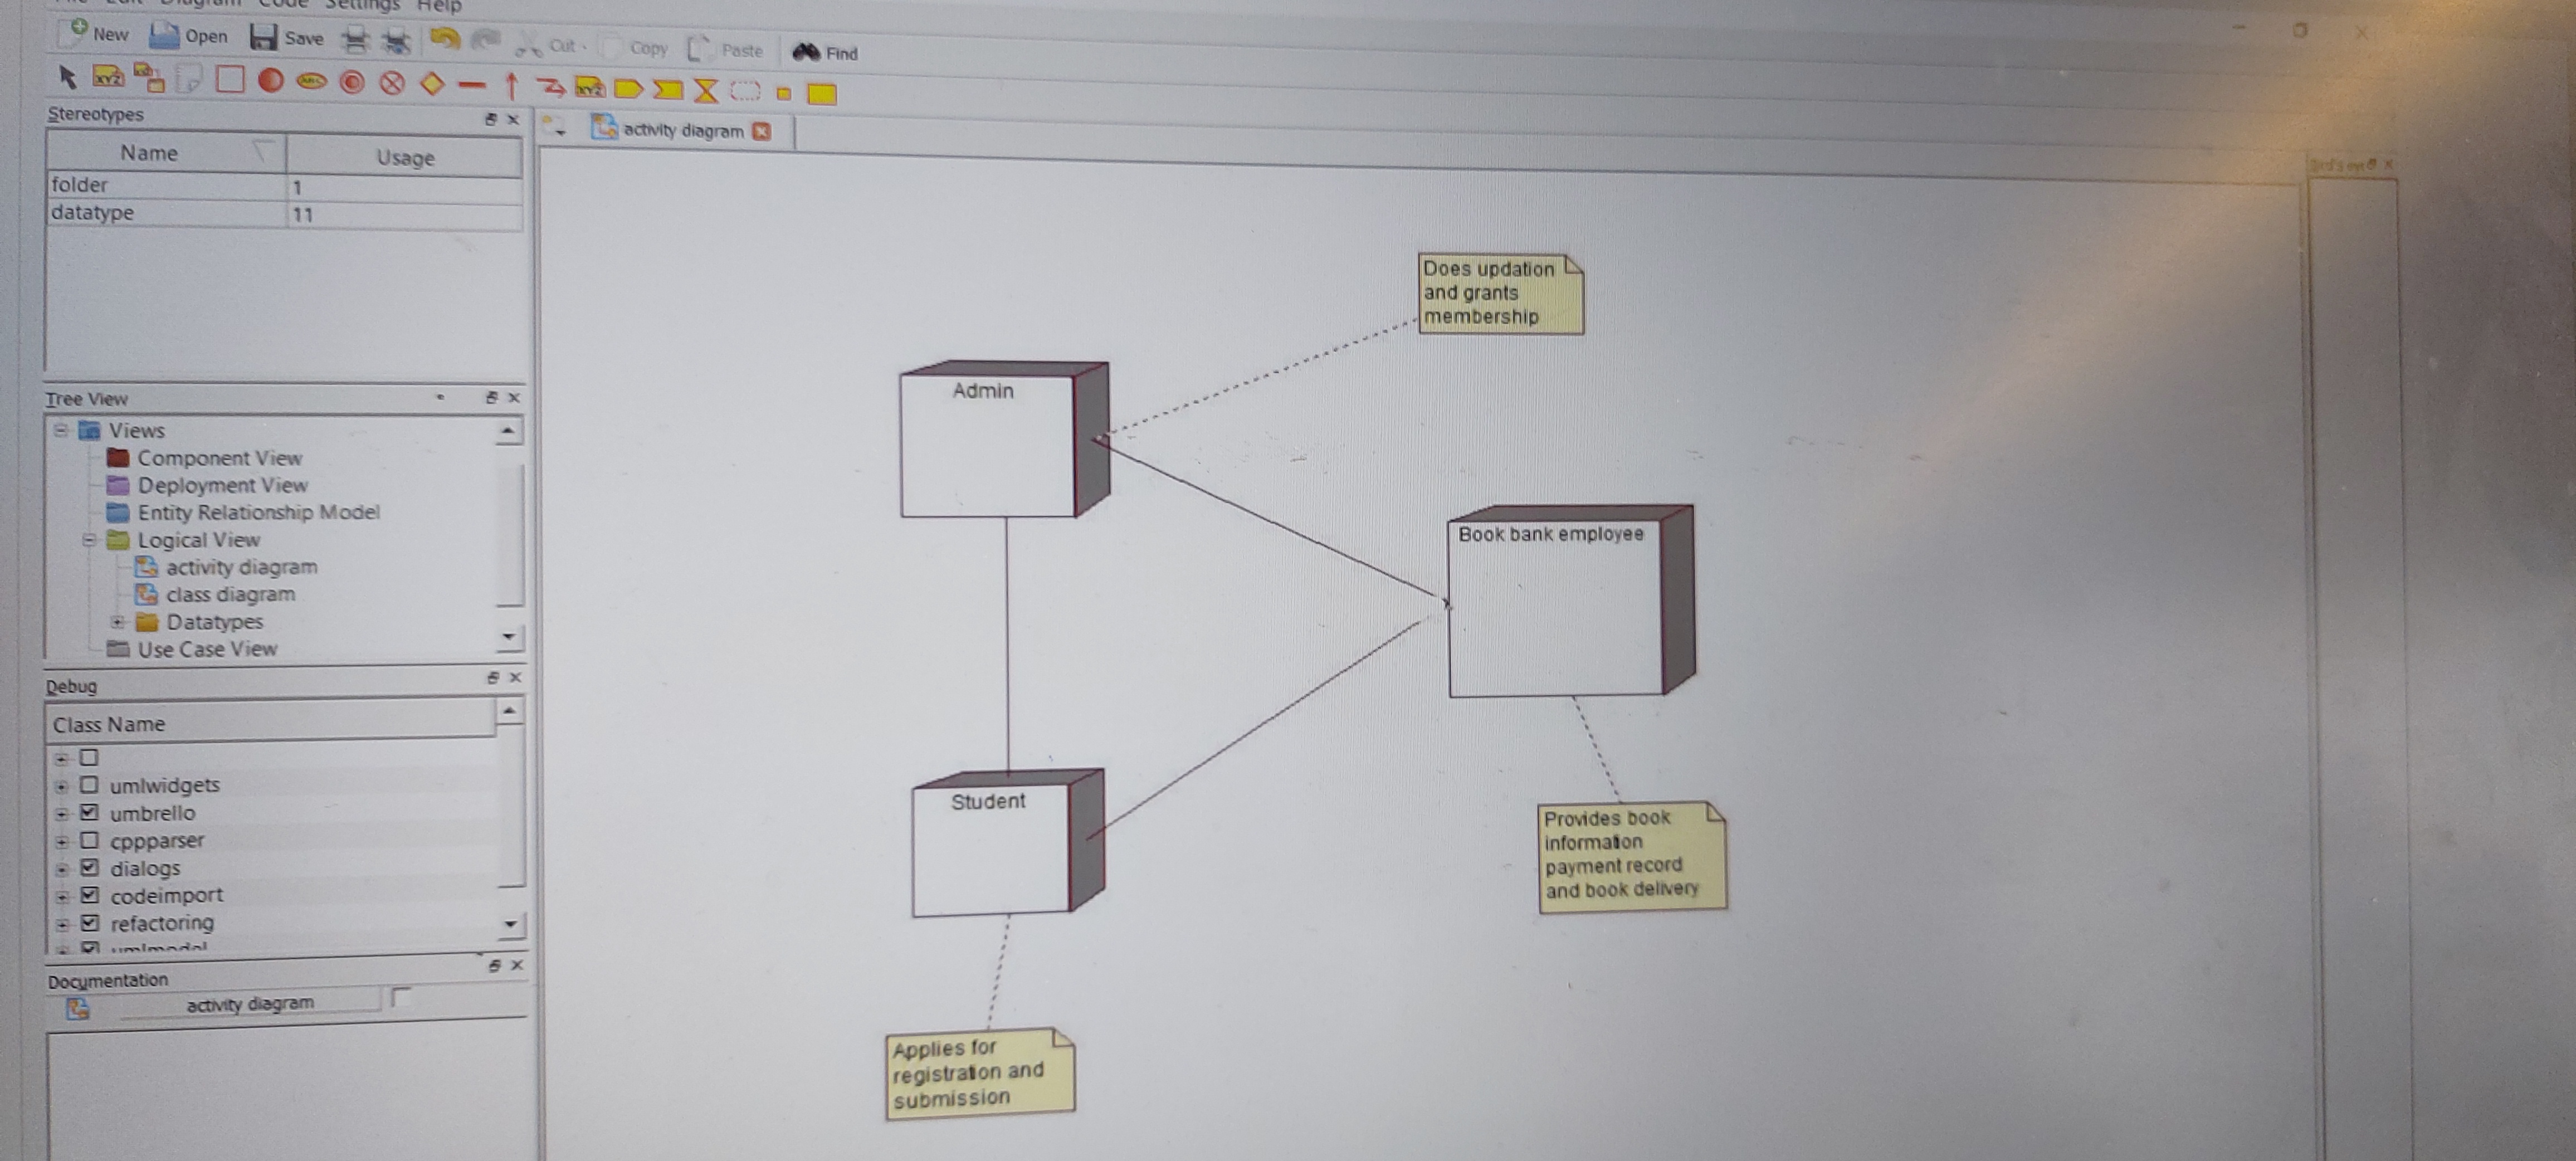 Diagram Code Settings Help
New Open Save Cut Copy Paste Find
Stereotypes
Name Usage
folder 1
datatype 11
Tree View
Views
Component View
Deployment View
Entity Relationship Model
Logical View
activity diagram
class diagram
Datatypes
Use Case View
Debug
Class Name
umlwidgets
umbrello
cppparser
dialogs
codeimport
refactoring
umlmodel
Documentation
activity diagram
activity diagram
Does updation
and grants
membership
Admin
Book bank employee
Student
Provides book
information
payment record
and book delivery
Applies for
registration and
submission